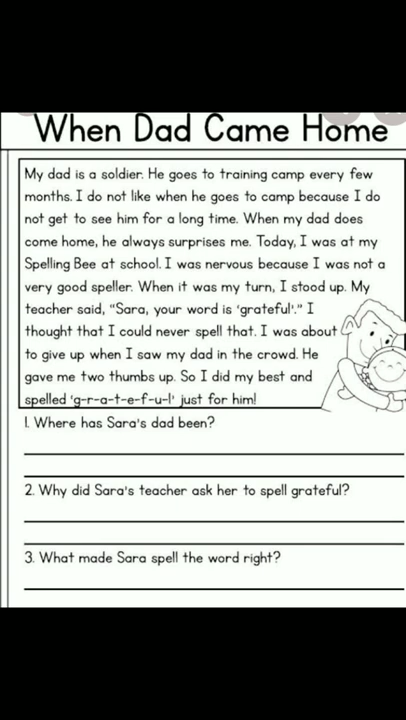 When Dad Came Home
My dad is a soldier. He goes to training camp every few
months. I do not like when he goes to camp because I do
not get to see him for a long time. When my dad does
come home, he always surprises me. Today, I was at my
Spelling Bee at school. I was nervous because I was not a
very good speller. When it was my turn, I stood up. My
teacher said, “Sara, your word is ‘grateful’.” I
thought that I could never spell that. I was about
to give up when I saw my dad in the crowd. He
gave me two thumbs up. So I did my best and
spelled ‘g-r-a-t-e-f-u-l’ just for him!
1. Where has Sara's dad been?
2. Why did Sara's teacher ask her to spell grateful?
3. What made Sara spell the word right?